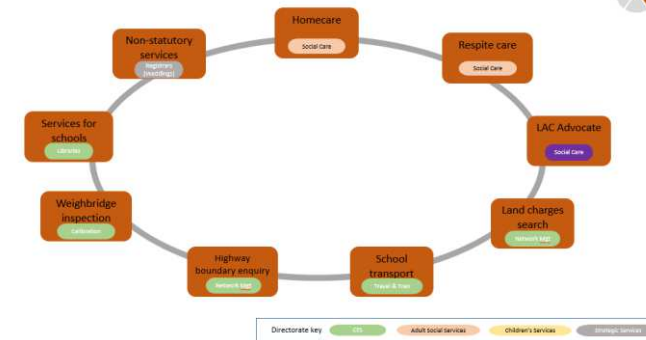 Homecare
Social Care
Non-statutory
services
Registrars
(weddings)
Respite care
Social Care
Services for
schools
Libraries
LAC Advocate
Social Care
Weighbridge
inspection
Calibration
Land charges
search
Network Mgt
Highway
boundary enquiry
Network Mgt
School
transport
Travel & Tran
Directorate key
Adult Social Services
Children's Services
Strategic Services